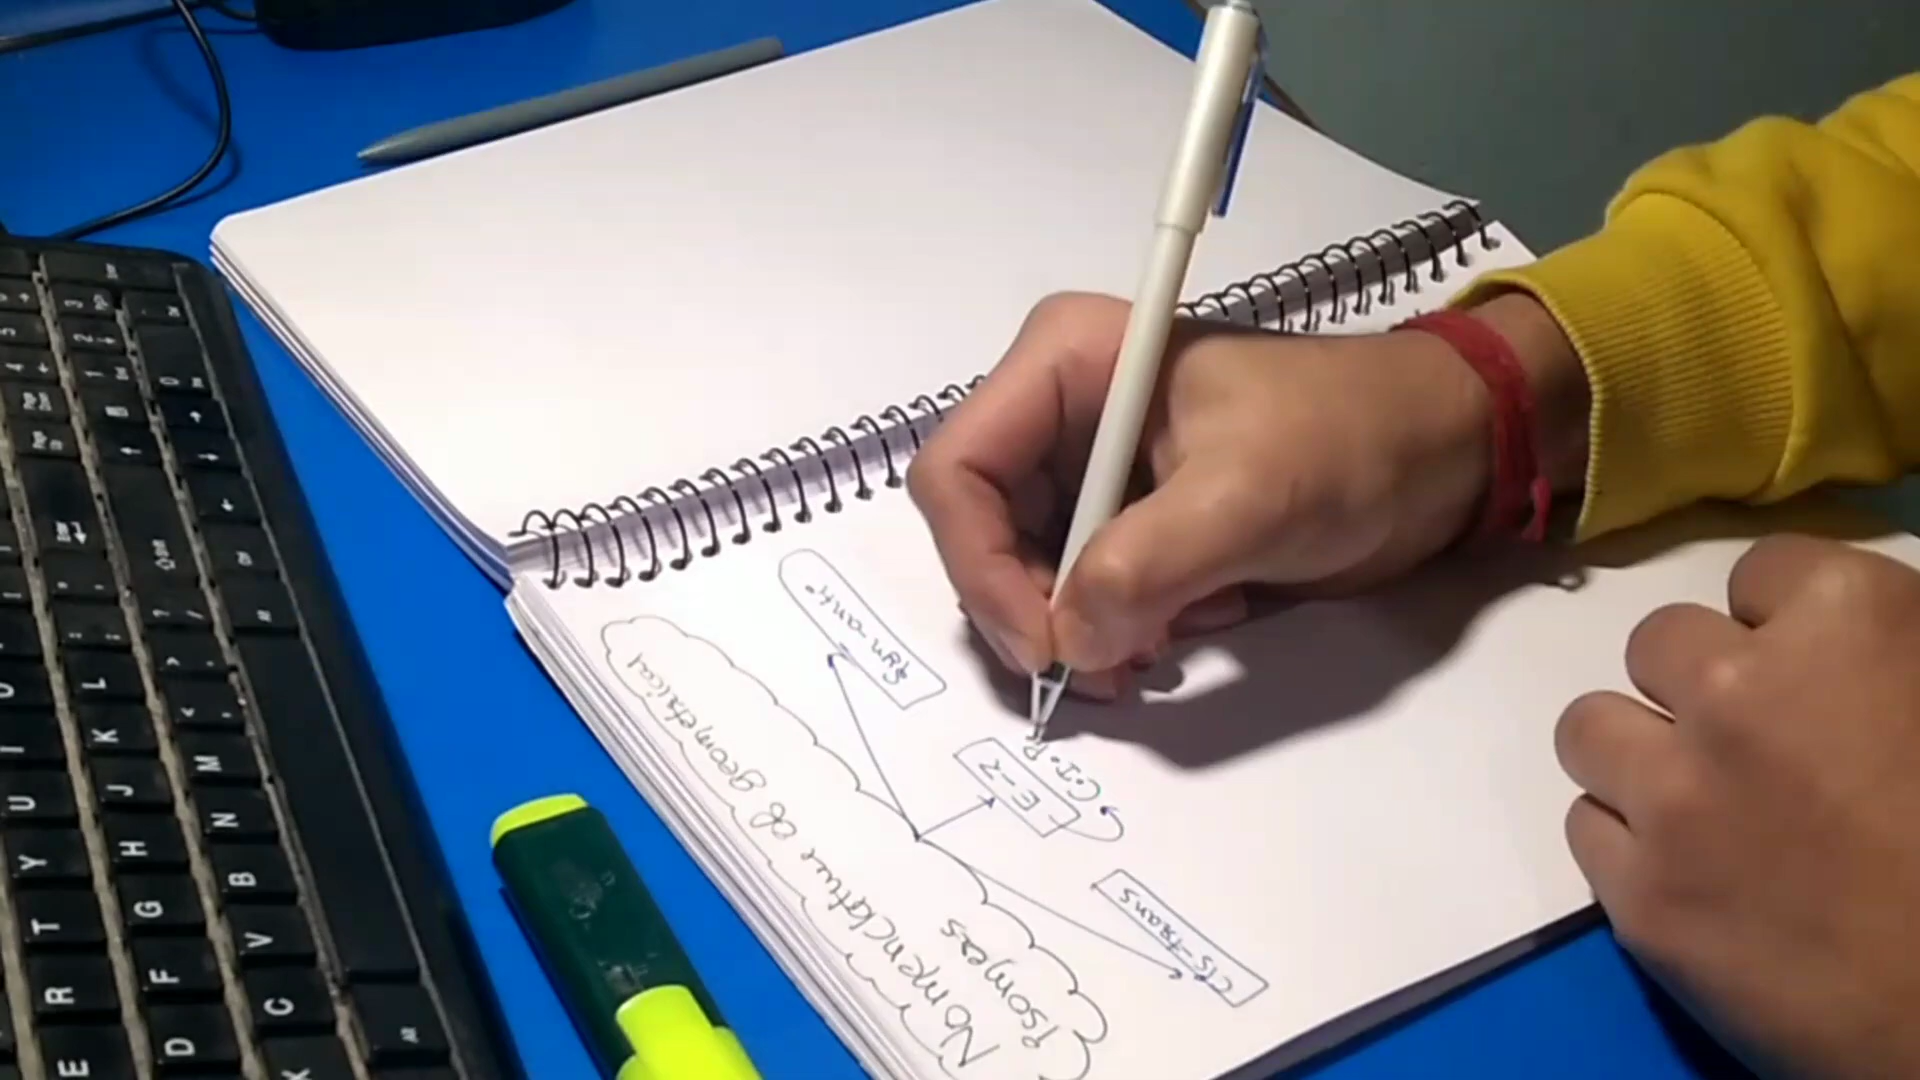 Nomenclature of geometrical
Isomers
cis-trans
E-Z
C.I.R
Syn-anti